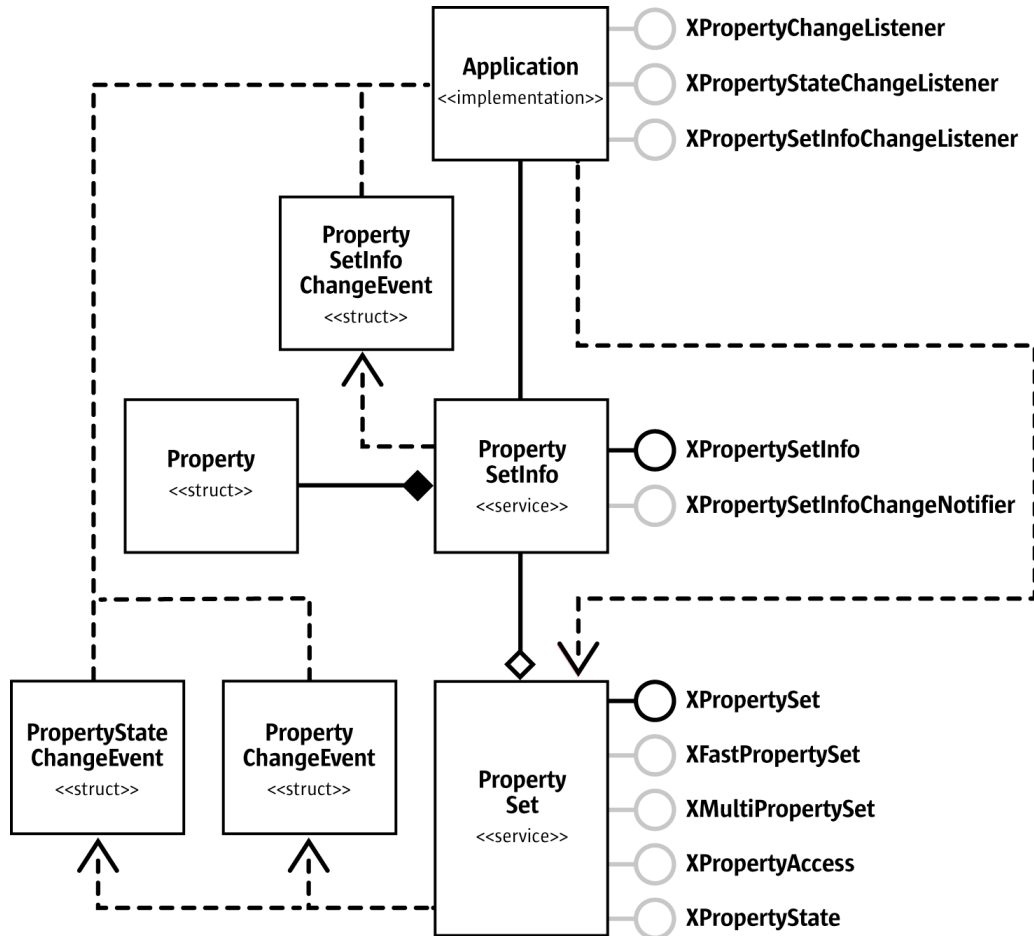 Application
<<implementation>>
XPropertyChangeListener
XPropertyStateChangeListener
XPropertySetInfoChangeListener
Property
SetInfo
ChangeEvent
<<struct>>
Property
<<struct>>
Property
SetInfo
<<service>>
XPropertySetInfo
XPropertySetInfoChangeNotifier
PropertyState
ChangeEvent
<<struct>>
Property
ChangeEvent
<<struct>>
Property
Set
<<service>>
XPropertySet
XFastPropertySet
XMultiPropertySet
XPropertyAccess
XPropertyState